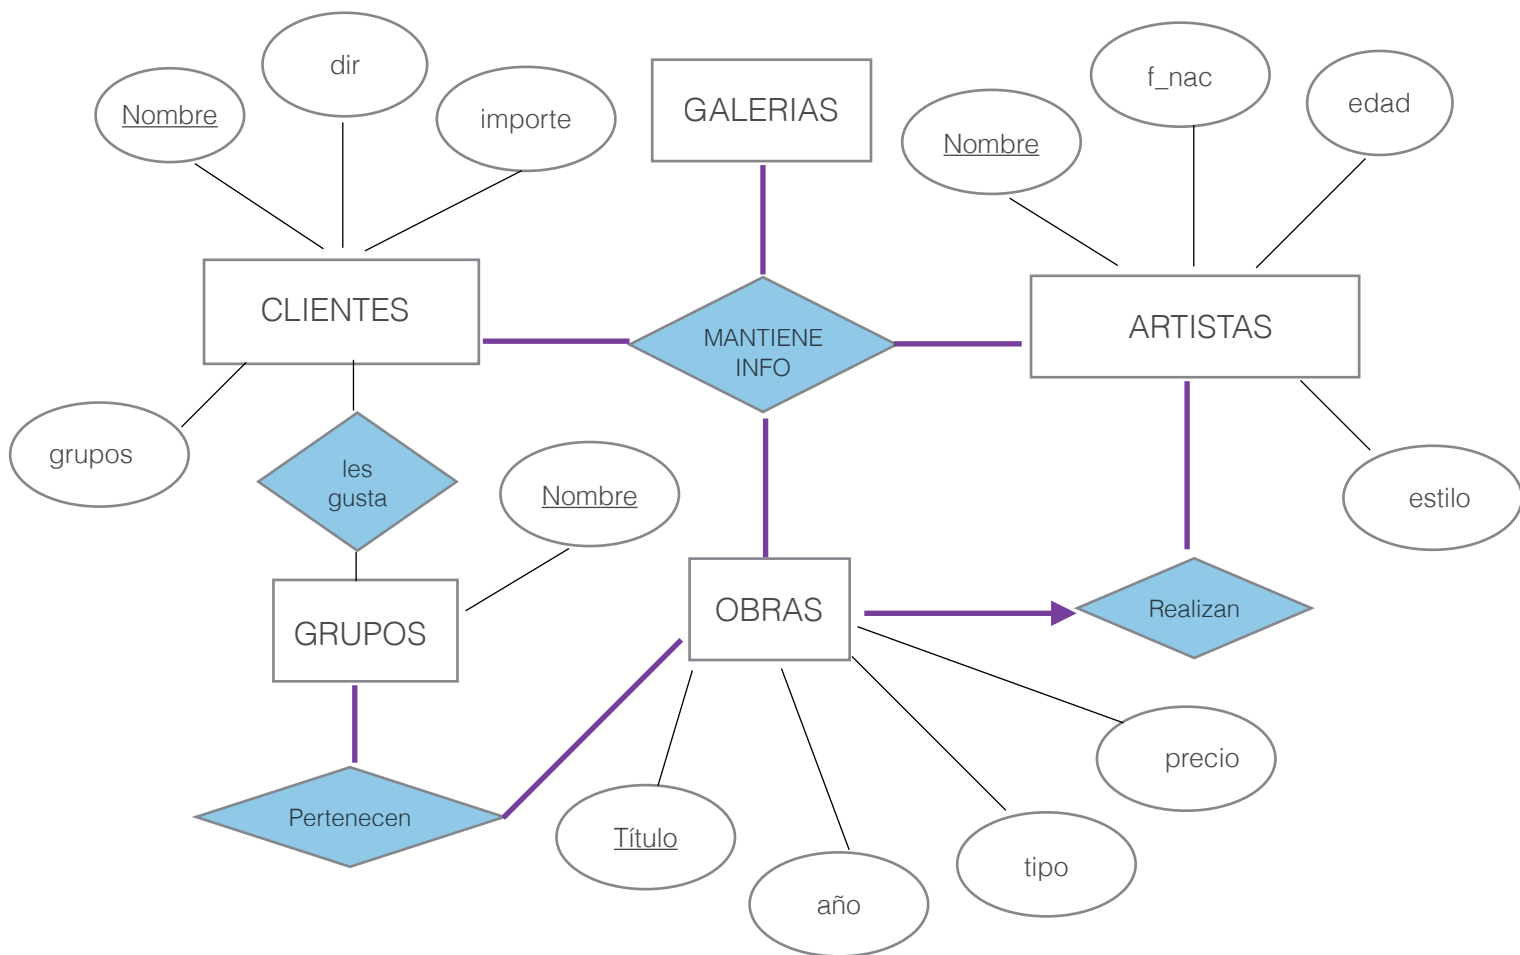 dir
f_nac
Nombre
importe
GALERIAS
edad
Nombre
CLIENTES
MANTIENE
INFO
ARTISTAS
grupos
les
gusta
Nombre
estilo
GRUPOS
OBRAS
Realizan
Pertenecen
Título
año
tipo
precio